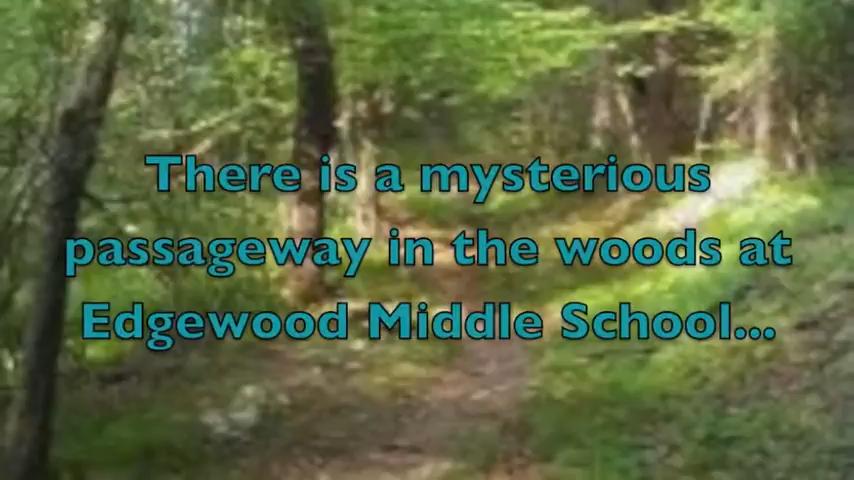 There is a mysterious
passageway in the woods at
Edgewood Middle School...